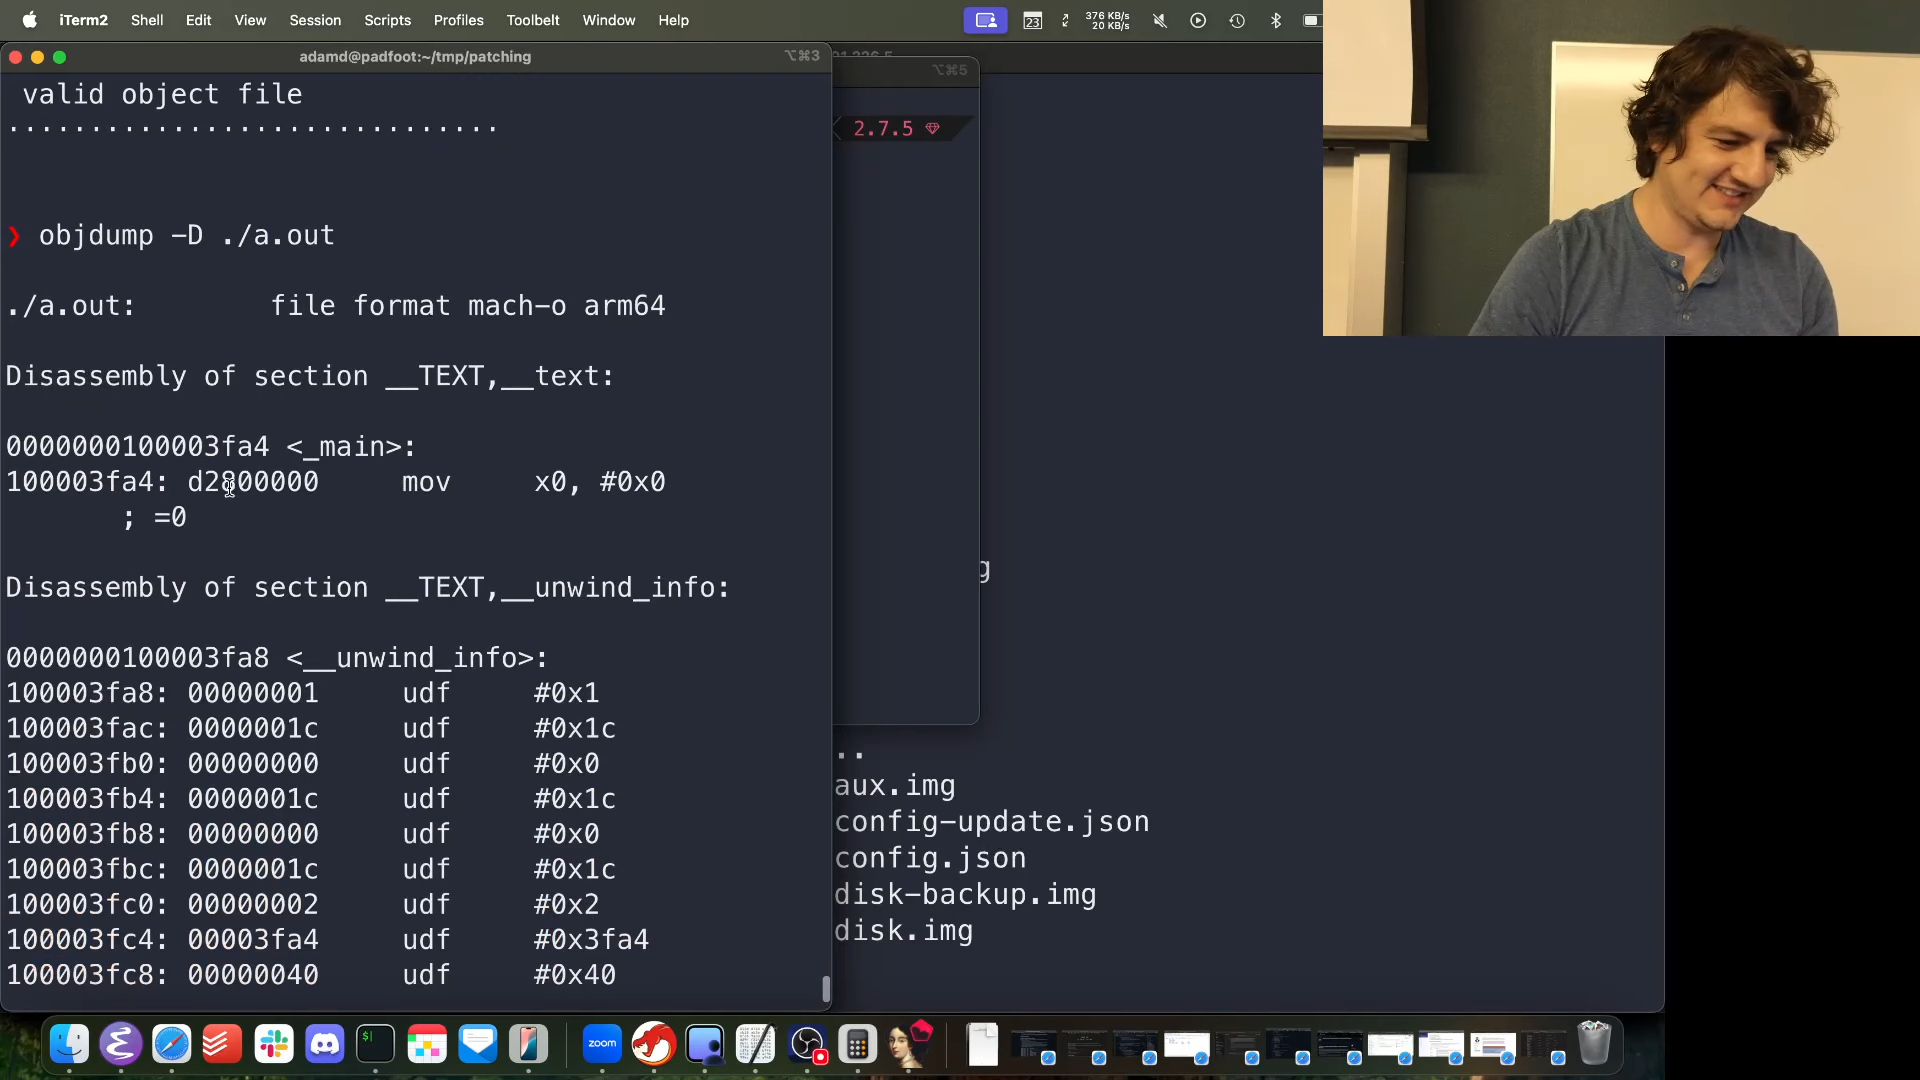 iTerm2 Shell Edit View Session Scripts Profiles Toolbelt Window Help
23
376 KB/s
20 KB/s
adamd@padfoot:~/tmp/patching
⌥⌘3
⌥⌘5
valid object file
..............................
2.7.5
❯ objdump -D ./a.out
./a.out: file format mach-o arm64
Disassembly of section __TEXT,__text:
0000000100003fa4 <_main>:
100003fa4: d2800000 mov x0, #0x0
; =0
Disassembly of section __TEXT,__unwind_info:
0000000100003fa8 <__unwind_info>:
100003fa8: 00000001 udf #0x1
100003fac: 0000001c udf #0x1c
100003fb0: 00000000 udf #0x0
100003fb4: 0000001c udf #0x1c
100003fb8: 00000000 udf #0x0
100003fbc: 0000001c udf #0x1c
100003fc0: 00000002 udf #0x2
100003fc4: 00003fa4 udf #0x3fa4
100003fc8: 00000040 udf #0x40
g
..
aux.img
config-update.json
config.json
disk-backup.img
disk.img
$|
zoom